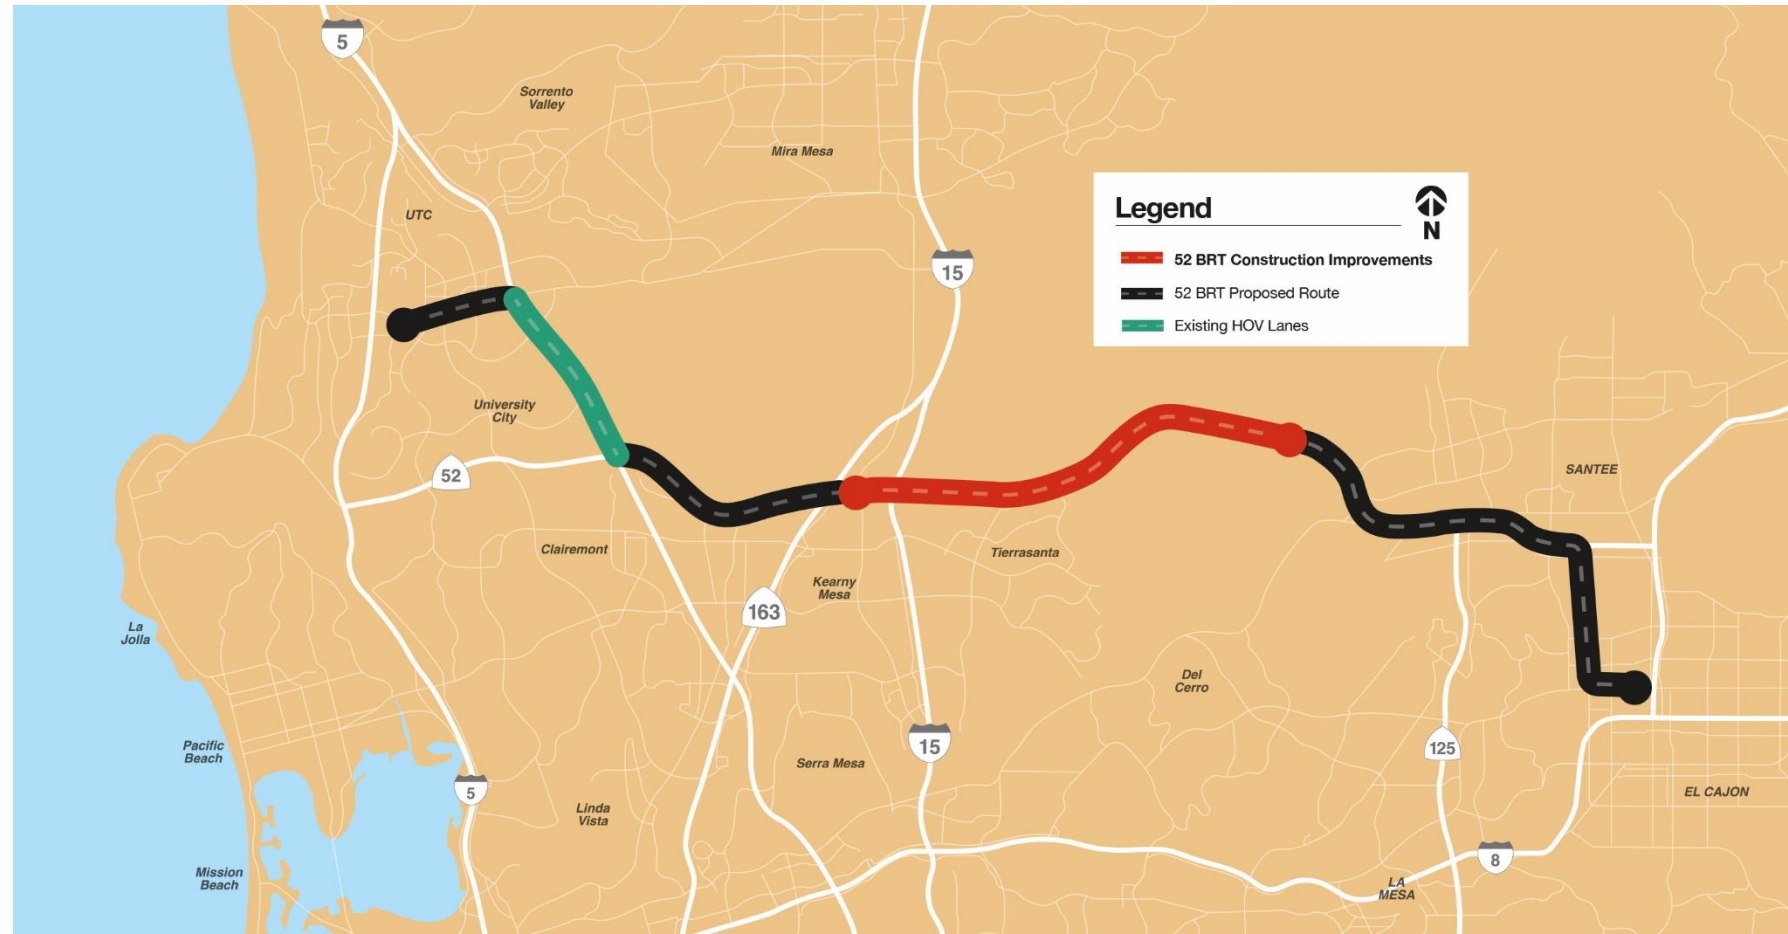 5
Sorrento
Valley
Mira Mesa
UTC
15
Legend
N
52 BRT Construction Improvements
52 BRT Proposed Route
Existing HOV Lanes
University
City
52
SANTEE
Clairemont
Tierrasanta
Kearny
Mesa
163
La
Jolla
Del
Cerro
Pacific
Beach
15
125
Serra Mesa
5
Linda
Vista
EL CAJON
8
Mission
Beach
LA
MESA